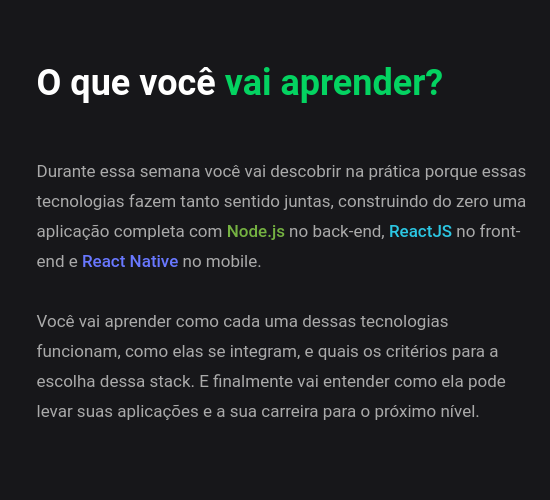 O que você vai aprender?
Durante essa semana você vai descobrir na prática porque essas
tecnologias fazem tanto sentido juntas, construindo do zero uma
aplicação completa com Node.js no back-end, ReactJS no front-
end e React Native no mobile.
Você vai aprender como cada uma dessas tecnologias
funcionam, como elas se integram, e quais os critérios para a
escolha dessa stack. E finalmente vai entender como ela pode
levar suas aplicações e a sua carreira para o próximo nível.